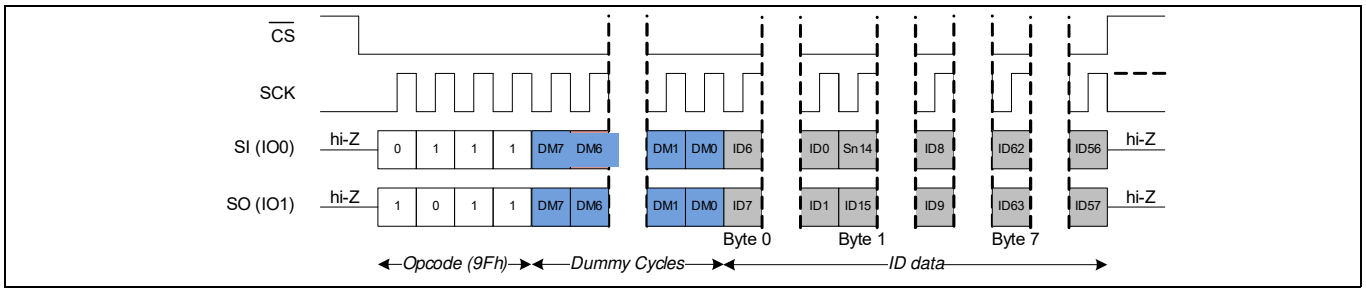 CS
SCK
SI (IO0) hi-Z 0 1 1 1 DM7 DM6 DM1 DM0 ID6 ID0 Sn14 ID8 ID62 ID56 hi-Z
SO (IO1) hi-Z 1 0 1 1 DM7 DM6 DM1 DM0 ID7 ID1 ID15 ID9 ID63 ID57 hi-Z
Byte 0 Byte 1 Byte 7
Opcode (9Fh) Dummy Cycles ID data